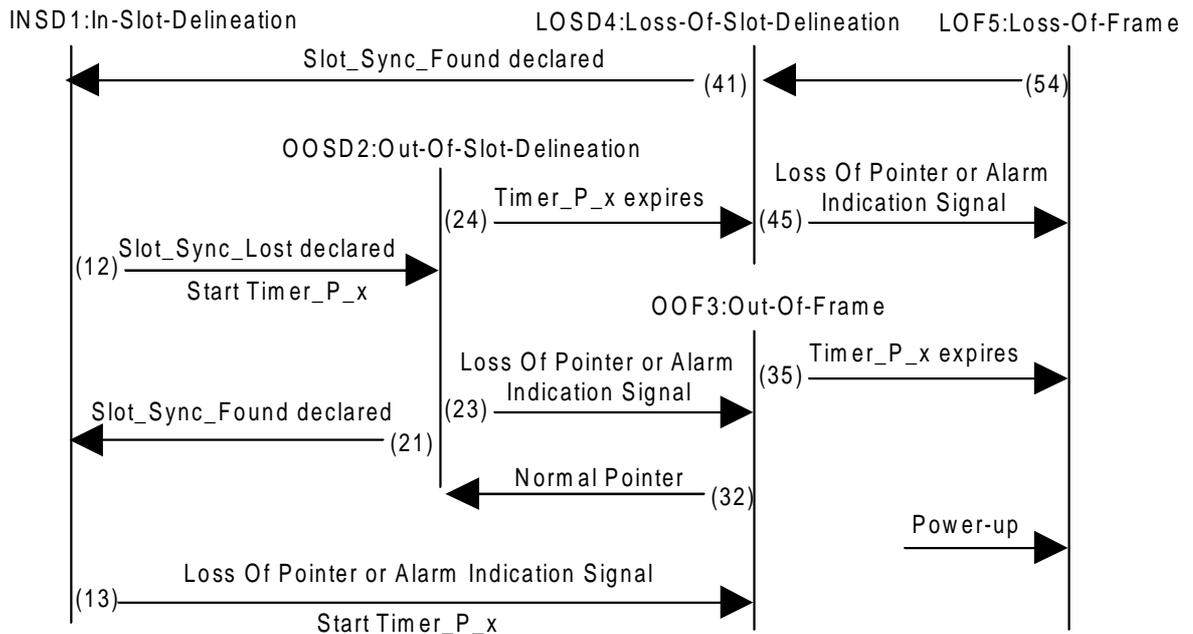 INSD1:In-Slot-Delineation
LOSD4:Loss-Of-Slot-Delineation
LOF5:Loss-Of-Frame
Slot_Sync_Found declared
(41)
(54)
OOSD2:Out-Of-Slot-Delineation
Loss Of Pointer or Alarm
Indication Signal
Timer_P_x expires
(24)
(45)
Slot_Sync_Lost declared
(12)
Start Timer_P_x
OOF3:Out-Of-Frame
Timer_P_x expires
(35)
Loss Of Pointer or Alarm
Indication Signal
(23)
Slot_Sync_Found declared
(21)
Normal Pointer
(32)
Power-up
Loss Of Pointer or Alarm Indication Signal
(13)
Start Timer_P_x